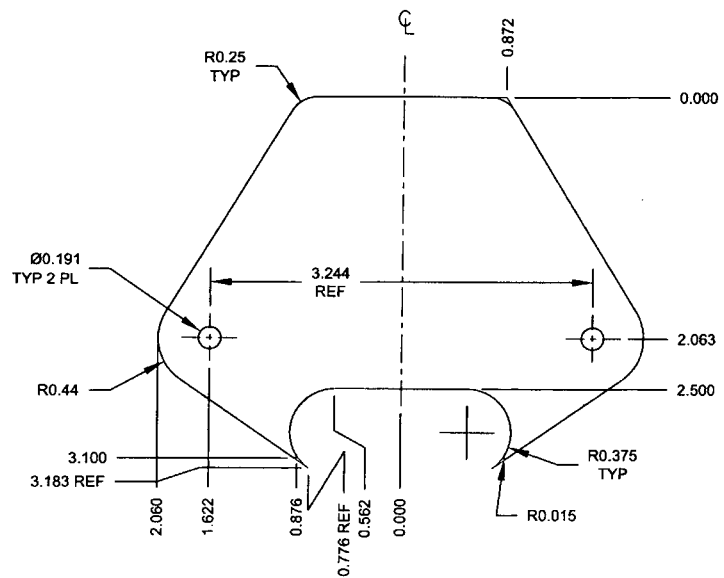 ℄
0.872
R0.25
TYP
0.000
Ø0.191
TYP 2 PL
3.244
REF
2.063
R0.44
2.500
3.100
3.183 REF
R0.375
TYP
R0.015
2.060
1.622
0.876
0.776 REF
0.562
0.000